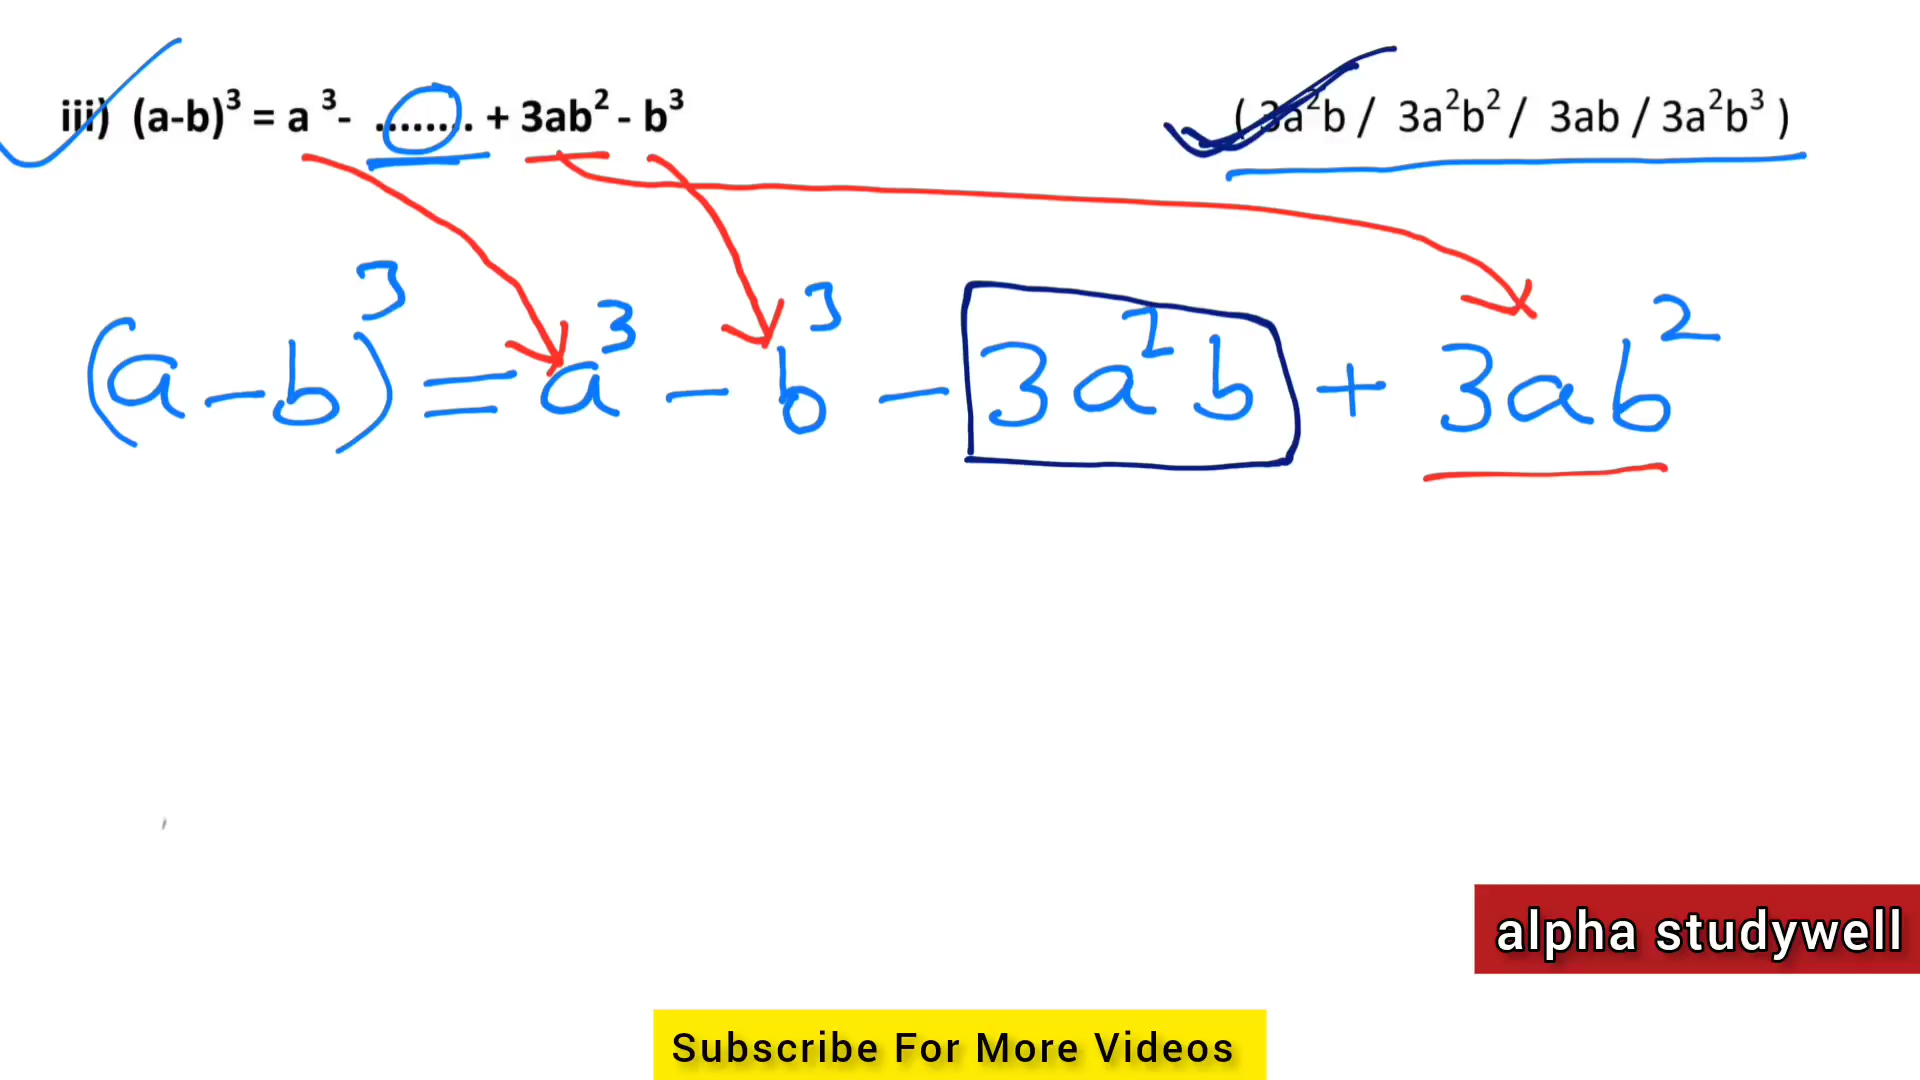 iii) (a-b)³ = a ³- ........ + 3ab² - b³ ( 3a²b / 3a²b² / 3ab / 3a²b³ )
(a-b)³ = a³ - b³ - 3a²b + 3ab²
alpha studywell
Subscribe For More Videos